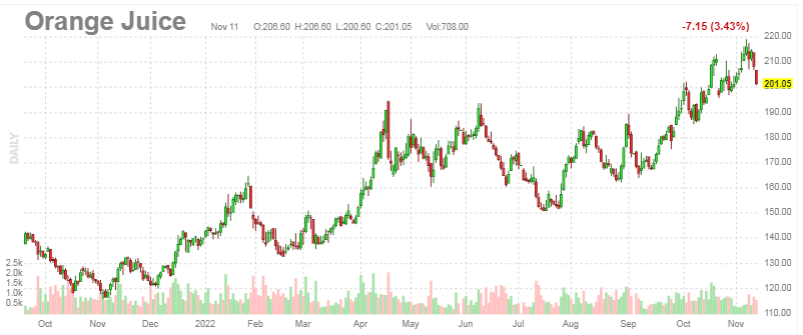 Orange Juice Nov 11 O:206.60 H:206.60 L:200.60 C:201.05 Vol:708.00 -7.15 (3.43%)
220.00
210.00
201.05
190.00
180.00
170.00
160.00
150.00
140.00
130.00
120.00
110.00
DAILY
2.5k
2.0k
1.5k
1.0k
0.5k
Oct Nov Dec 2022 Feb Mar Apr May Jun Jul Aug Sep Oct Nov